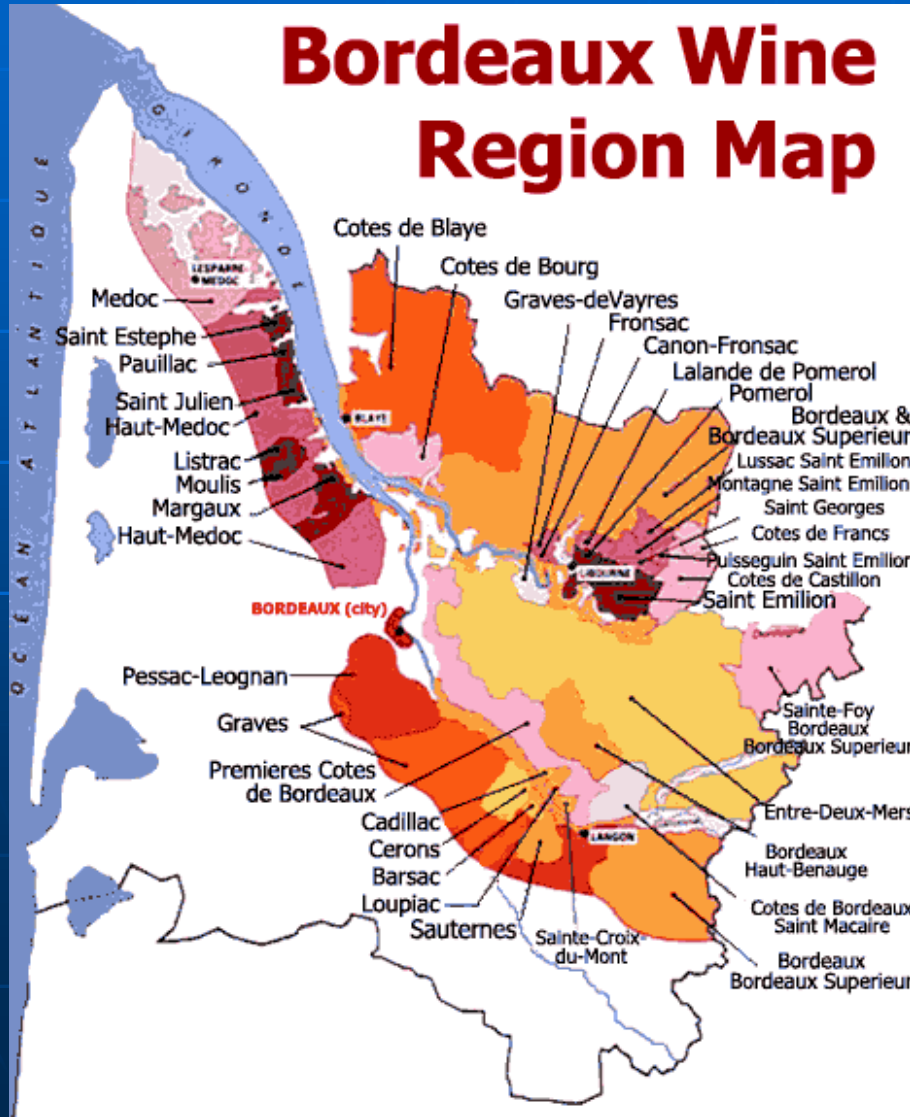 Bordeaux Wine
Region Map
GIRONDE
OCÉAN ATLANTIQUE
Cotes de Blaye
Cotes de Bourg
Graves-deVayres
Fronsac
Canon-Fronsac
Lalande de Pomerol
Pomerol
Bordeaux &
Bordeaux Superieur
Lussac Saint Emilion
Montagne Saint Emilion
Saint Georges
Cotes de Francs
Puisseguin Saint Emilion
Cotes de Castillon
Saint Emilion
LESPARRE-
MEDOC
Medoc
Saint Estephe
Pauillac
Saint Julien
Haut-Medoc
BLAYE
Listrac
Moulis
Margaux
Haut-Medoc
LIBOURNE
BORDEAUX (city)
Pessac-Leognan
Graves
Premieres Cotes
de Bordeaux
Cadillac
Cerons
Barsac
Loupiac
Sauternes
Sainte-Croix-
du-Mont
LANGON
Sainte-Foy
Bordeaux
Bordeaux Superieur
Entre-Deux-Mers
Bordeaux
Haut-Benauge
Cotes de Bordeaux
Saint Macaire
Bordeaux
Bordeaux Superieur